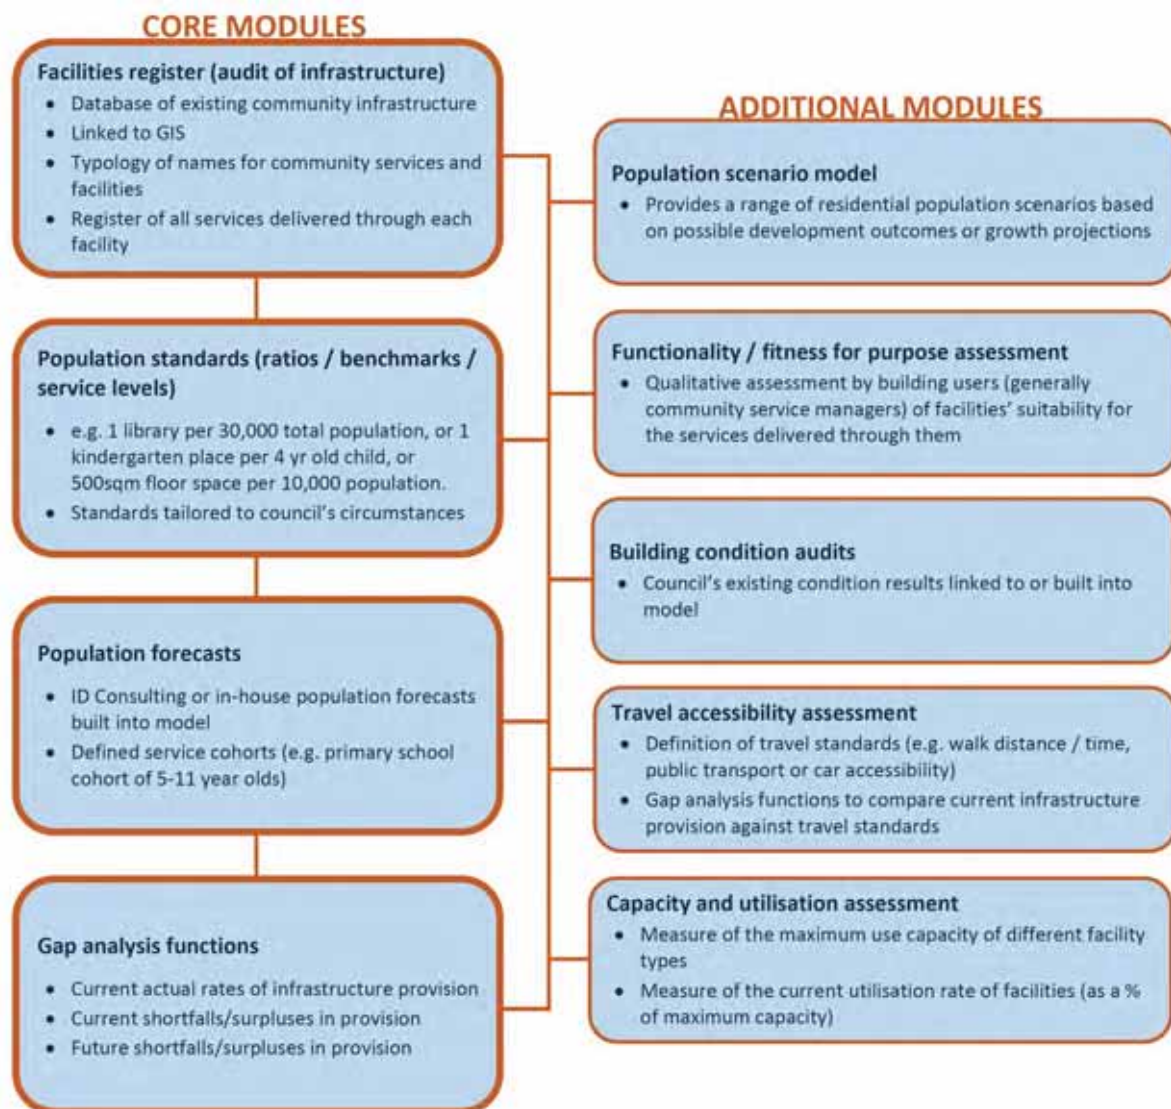 CORE MODULES
Facilities register (audit of infrastructure)
• Database of existing community infrastructure
• Linked to GIS
• Typology of names for community services and
facilities
• Register of all services delivered through each
facility
Population standards (ratios / benchmarks /
service levels)
• e.g. 1 library per 30,000 total population, or 1
kindergarten place per 4 yr old child, or
500sqm floor space per 10,000 population.
• Standards tailored to council's circumstances
Population forecasts
• ID Consulting or in-house population forecasts
built into model
• Defined service cohorts (e.g. primary school
cohort of 5-11 year olds)
Gap analysis functions
• Current actual rates of infrastructure provision
• Current shortfalls/surpluses in provision
• Future shortfalls/surpluses in provision
ADDITIONAL MODULES
Population scenario model
• Provides a range of residential population scenarios based
on possible development outcomes or growth projections
Functionality / fitness for purpose assessment
• Qualitative assessment by building users (generally
community service managers) of facilities' suitability for
the services delivered through them
Building condition audits
• Council's existing condition results linked to or built into
model
Travel accessibility assessment
• Definition of travel standards (e.g. walk distance / time,
public transport or car accessibility)
• Gap analysis functions to compare current infrastructure
provision against travel standards
Capacity and utilisation assessment
• Measure of the maximum use capacity of different facility
types
• Measure of the current utilisation rate of facilities (as a %
of maximum capacity)